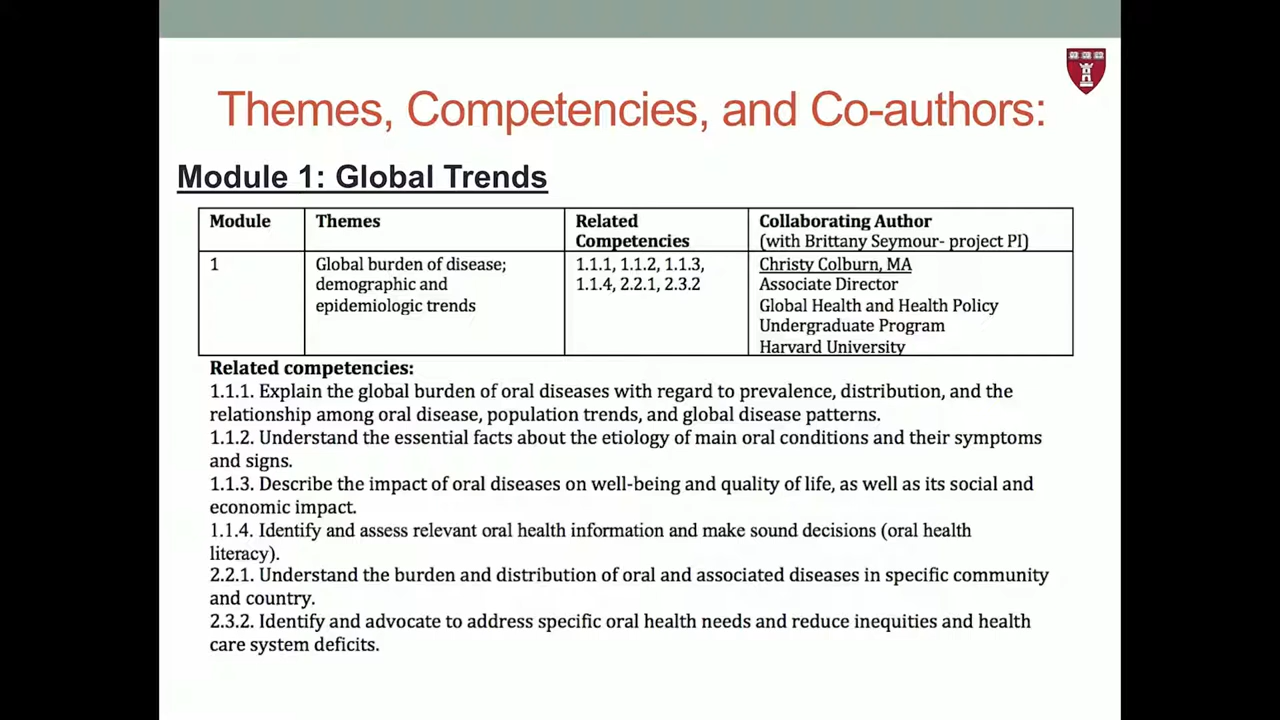 Themes, Competencies, and Co-authors:
Module 1: Global Trends
Module
Themes
Related
Competencies
Collaborating Author
(with Brittany Seymour- project PI)
1
Global burden of disease;
demographic and
epidemiologic trends
1.1.1, 1.1.2, 1.1.3,
1.1.4, 2.2.1, 2.3.2
Christy Colburn, MA
Associate Director
Global Health and Health Policy
Undergraduate Program
Harvard University
Related competencies:
1.1.1. Explain the global burden of oral diseases with regard to prevalence, distribution, and the
relationship among oral disease, population trends, and global disease patterns.
1.1.2. Understand the essential facts about the etiology of main oral conditions and their symptoms
and signs.
1.1.3. Describe the impact of oral diseases on well-being and quality of life, as well as its social and
economic impact.
1.1.4. Identify and assess relevant oral health information and make sound decisions (oral health
literacy).
2.2.1. Understand the burden and distribution of oral and associated diseases in specific community
and country.
2.3.2. Identify and advocate to address specific oral health needs and reduce inequities and health
care system deficits.